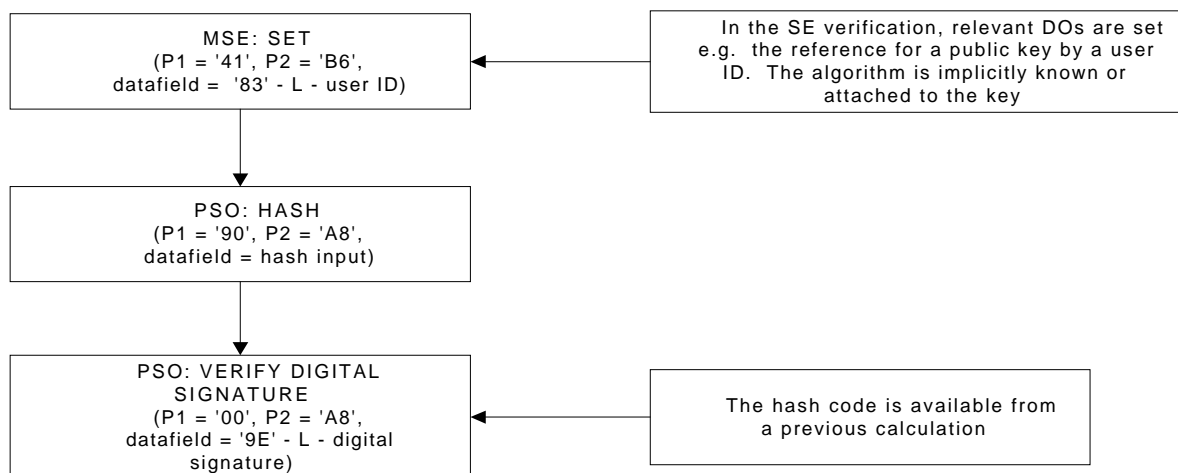 MSE: SET
(P1 = '41', P2 = 'B6',
datafield = '83' - L - user ID)
In the SE verification, relevant DOs are set
e.g. the reference for a public key by a user
ID. The algorithm is implicitly known or
attached to the key
PSO: HASH
(P1 = '90', P2 = 'A8',
datafield = hash input)
PSO: VERIFY DIGITAL
SIGNATURE
(P1 = '00', P2 = 'A8',
datafield = '9E' - L - digital
signature)
The hash code is available from
a previous calculation